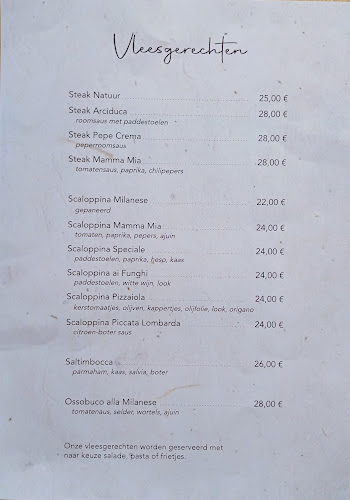 Vleesgerechten
Steak Natuur 25,00 €
Steak Arciduca 28,00 €
roomsaus met paddestoelen
Steak Pepe Crema 28,00 €
peperroomsaus
Steak Mamma Mia 28,00 €
tomatensaus, paprika, chilipepers
Scaloppina Milanese 22,00 €
gepaneerd
Scaloppina Mamma Mia 24,00 €
tomaten, paprika, pepers, ajuin
Scaloppina Speciale 24,00 €
paddestoelen, paprika, hesp, kaas
Scaloppina ai Funghi 24,00 €
paddestoelen, witte wijn, look
Scaloppina Pizzaiola 24,00 €
kerstomaatjes, olijven, kappertjes, olijfolie, look, origano
Scaloppina Piccata Lombarda 24,00 €
citroen-boter saus
Saltimbocca 26,00 €
parmaham, kaas, salvia, boter
Ossobuco alla Milanese 28,00 €
tomatensaus, selder, wortels, ajuin
Onze vleesgerechten worden geserveerd met
naar keuze salade, pasta of frietjes.